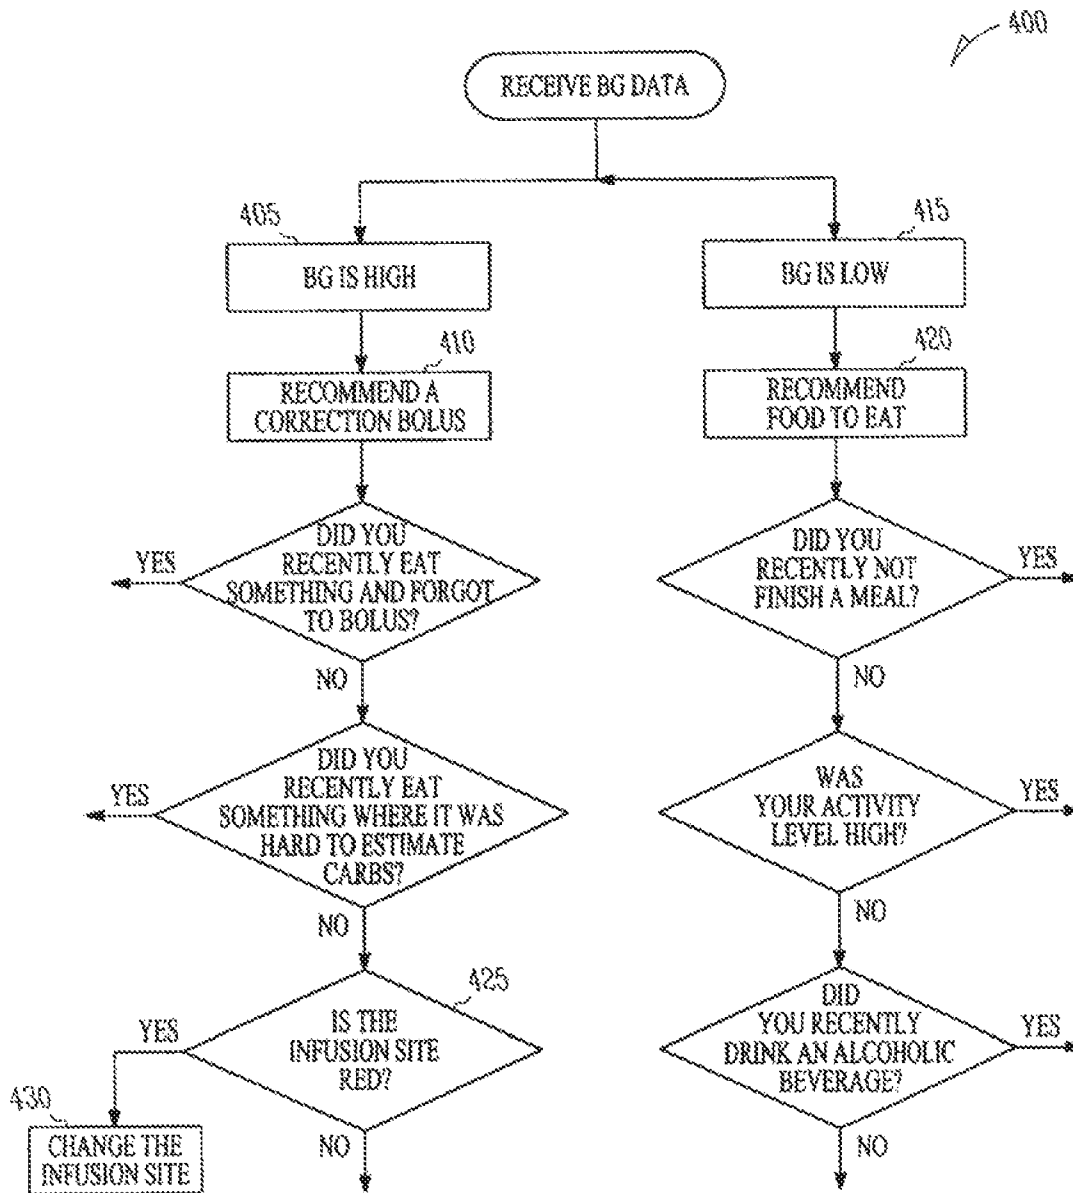 400
RECEIVE BG DATA
405
BG IS HIGH
415
BG IS LOW
410
RECOMMEND A
CORRECTION BOLUS
420
RECOMMEND
FOOD TO EAT
DID YOU
RECENTLY EAT
SOMETHING AND FORGOT
TO BOLUS?
YES
NO
DID YOU
RECENTLY NOT
FINISH A MEAL?
YES
NO
DID YOU
RECENTLY EAT
SOMETHING WHERE IT WAS
HARD TO ESTIMATE
CARBS?
YES
NO
WAS
YOUR ACTIVITY
LEVEL HIGH?
YES
NO
425
IS THE
INFUSION SITE
RED?
YES
NO
DID
YOU RECENTLY
DRINK AN ALCOHOLIC
BEVERAGE?
YES
NO
430
CHANGE THE
INFUSION SITE